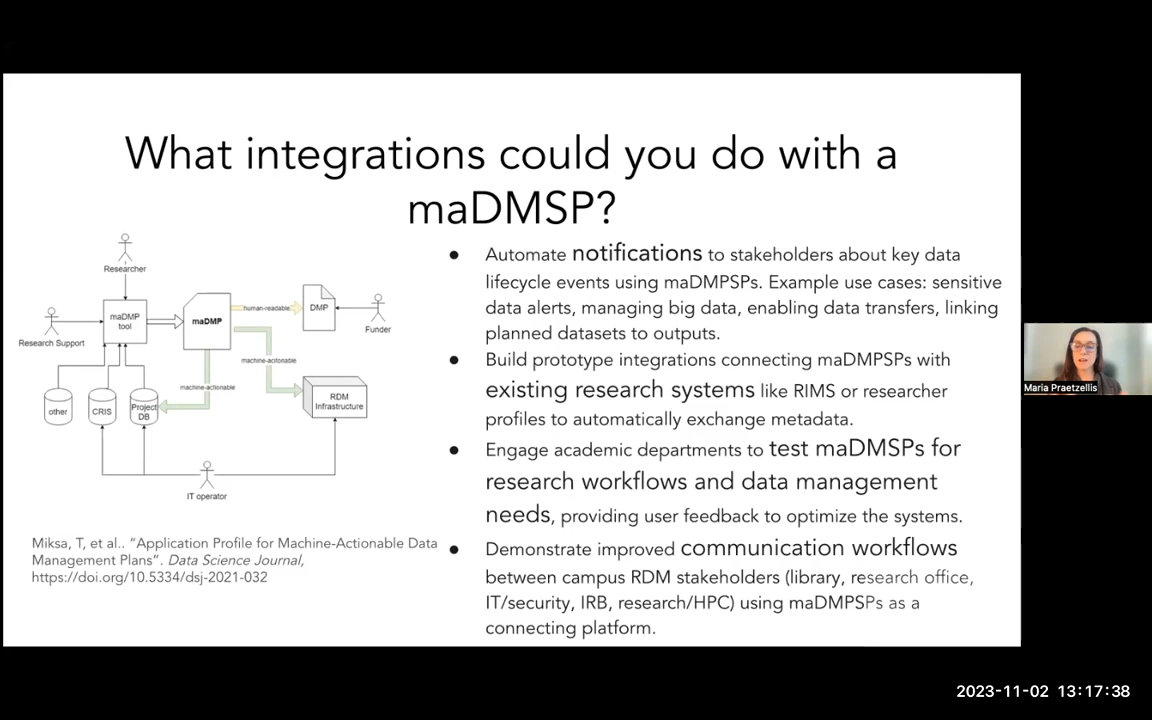 What integrations could you do with a
maDMSP?
Researcher
maDMP
tool
Research Support
maDMP
human-readable
DMP
Funder
machine-actionable
machine-actionable
other
CRIS
Project
DB
RDM
Infrastructure
IT operator
Miksa, T, et al.. “Application Profile for Machine-Actionable Data
Management Plans”. Data Science Journal,
https://doi.org/10.5334/dsj-2021-032
● Automate notifications to stakeholders about key data
lifecycle events using maDMPSPs. Example use cases: sensitive
data alerts, managing big data, enabling data transfers, linking
planned datasets to outputs.
● Build prototype integrations connecting maDMPSPs with
existing research systems like RIMS or researcher
profiles to automatically exchange metadata.
● Engage academic departments to test maDMSPs for
research workflows and data management
needs, providing user feedback to optimize the systems.
● Demonstrate improved communication workflows
between campus RDM stakeholders (library, research office,
IT/security, IRB, research/HPC) using maDMPSPs as a
connecting platform.
Maria Praetzellis
2023-11-02 13:17:38